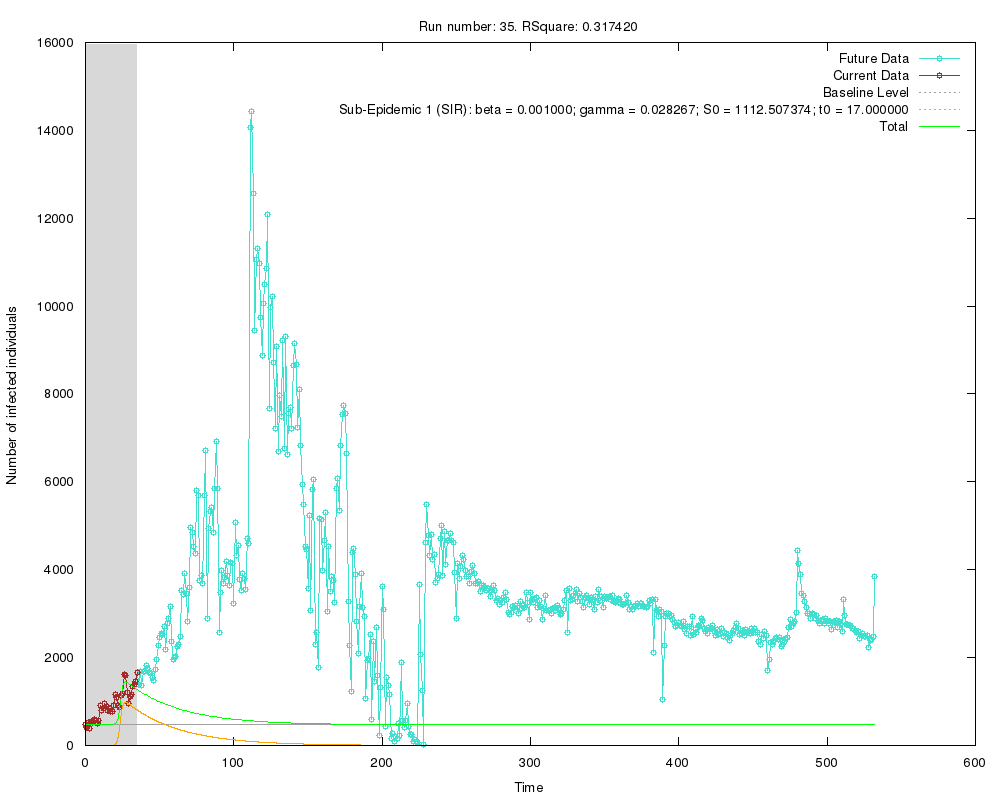 Run number: 35. RSquare: 0.317420
16000
14000
12000
10000
8000
6000
4000
2000
0
Number of infected individuals
Future Data
Current Data
Baseline Level
Sub-Epidemic 1 (SIR): beta = 0.001000; gamma = 0.028267; S0 = 1112.507374; t0 = 17.000000
Total
0 100 200 300 400 500 600
Time